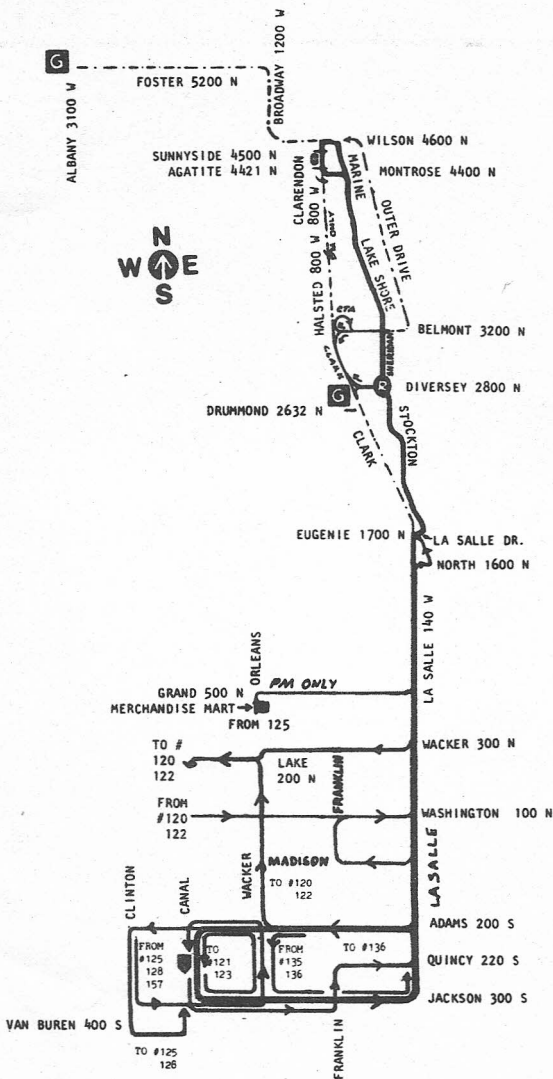 BROADWAY 1200 W
G
FOSTER 5200 N
ALBANY 3100 W
WILSON 4600 N
SUNNYSIDE 4500 N
AGATITE 4421 N
MARINE
MONTROSE 4400 N
CLARENDON
HALSTED 800 W 800 W
OUTER DRIVE
LAKE SHORE
N
W E
S
CTA
BELMONT 3200 N
SHERIDAN
CLARK
G
R
DIVERSEY 2800 N
DRUMMOND 2632 N
STOCKTON
CLARK
EUGENIE 1700 N
LA SALLE DR.
NORTH 1600 N
LA SALLE 140 W
ORLEANS
PM ONLY
GRAND 500 N
MERCHANDISE MART
FROM 125
WACKER 300 N
TO #
120
122
LAKE
200 N
FROM
#120
122
FRANKLIN
WASHINGTON 100 N
MADISON
LASALLE
WACKER
TO #120
122
CLINTON
CANAL
ADAMS 200 S
FROM
#125
128
157
TO
#121
123
FROM
#135
136
TO #136
QUINCY 220 S
JACKSON 300 S
VAN BUREN 400 S
TO #125
126
FRANKLIN